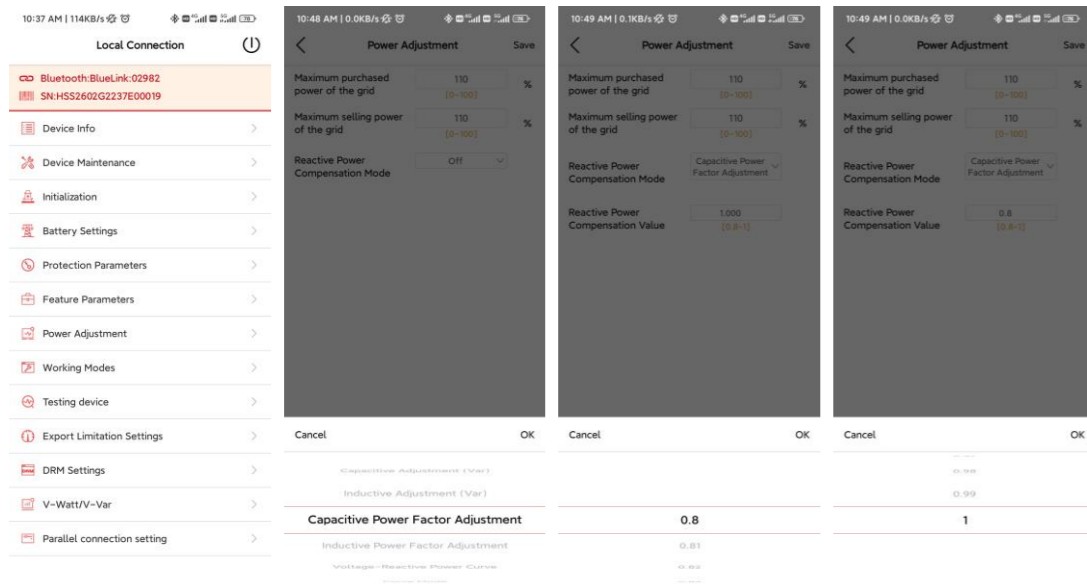 10:37 AM | 114KB/s
Local Connection
Bluetooth:BlueLink:02982
SN:HSS2602G2237E00019
Device Info
Device Maintenance
Initialization
Battery Settings
Protection Parameters
Feature Parameters
Power Adjustment
Working Modes
Testing device
Export Limitation Settings
DRM Settings
V-Watt/V-Var
Parallel connection setting
10:48 AM | 0.0KB/s
Power Adjustment Save
Maximum purchased
power of the grid
110
[0~100]
%
Maximum selling power
of the grid
110
[0~100]
%
Reactive Power
Compensation Mode
Off
Cancel OK
Capacitive Adjustment (Var)
Inductive Adjustment (Var)
Capacitive Power Factor Adjustment
Inductive Power Factor Adjustment
Voltage-Reactive Power Curve
10:49 AM | 0.1KB/s
Power Adjustment Save
Maximum purchased
power of the grid
110
[0~100]
%
Maximum selling power
of the grid
110
[0~100]
%
Reactive Power
Compensation Mode
Capacitive Power
Factor Adjustment
Reactive Power
Compensation Value
1.000
[0.8~1]
Cancel OK
0.8
0.81
0.82
10:49 AM | 0.0KB/s
Power Adjustment Save
Maximum purchased
power of the grid
110
[0~100]
%
Maximum selling power
of the grid
110
[0~100]
%
Reactive Power
Compensation Mode
Capacitive Power
Factor Adjustment
Reactive Power
Compensation Value
0.8
[0.8~1]
Cancel OK
0.98
0.99
1